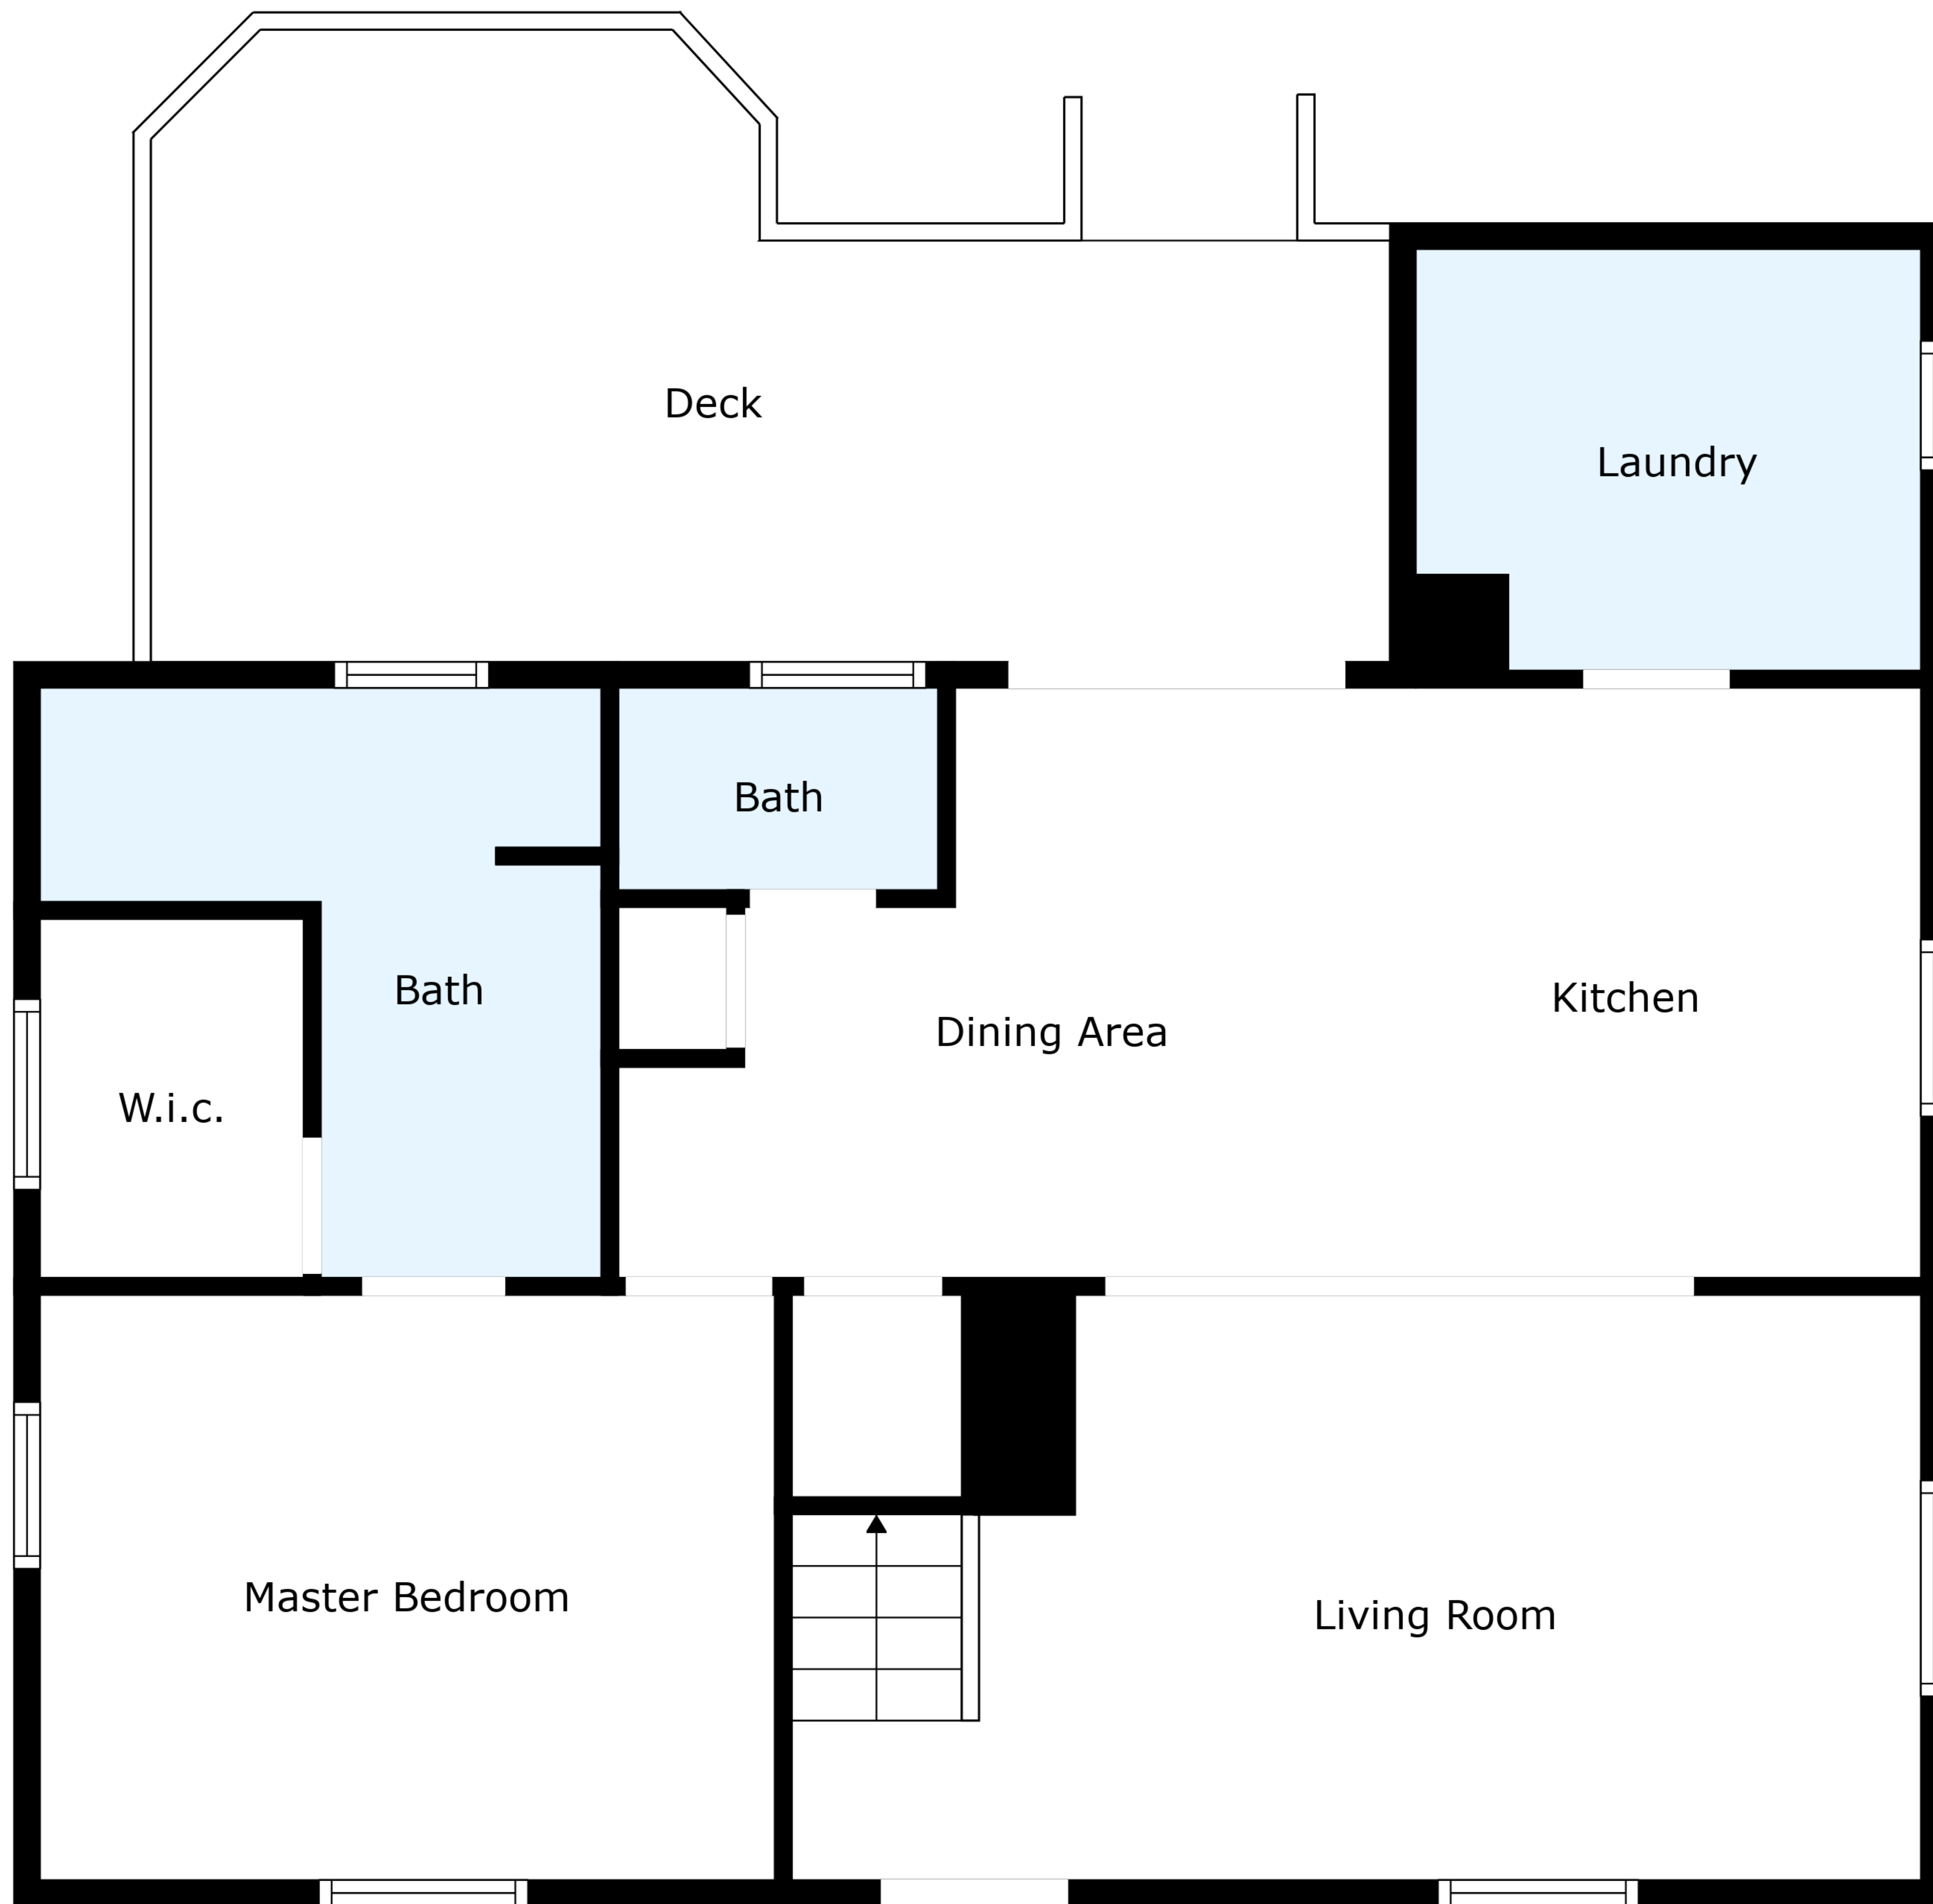 Deck
Laundry
Bath
Bath
Kitchen
Dining Area
W.i.c.
Master Bedroom
Living Room